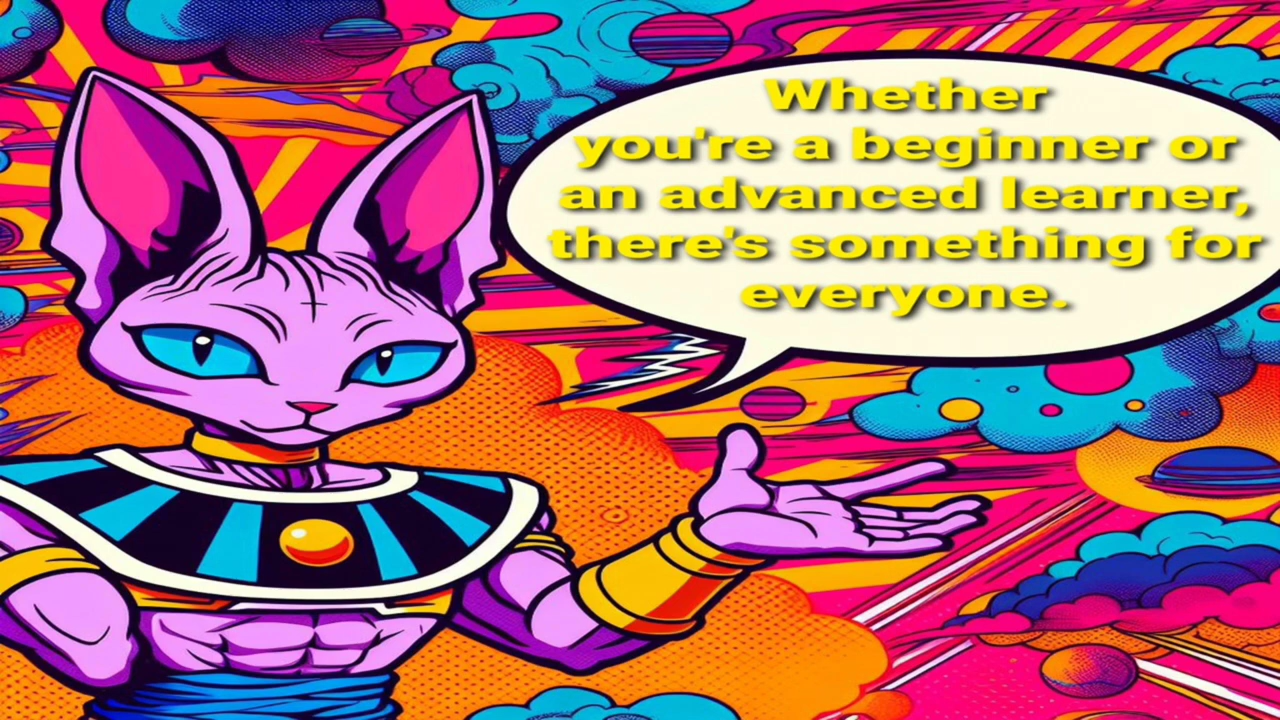 Whether
you're a beginner or
an advanced learner,
there's something for
everyone.